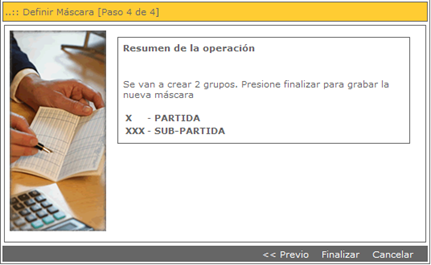 ..:: Definir Máscara [Paso 4 de 4]
Resumen de la operación
Se van a crear 2 grupos. Presione finalizar para grabar la
nueva máscara
X - PARTIDA
XXX - SUB-PARTIDA
<< Previo Finalizar Cancelar